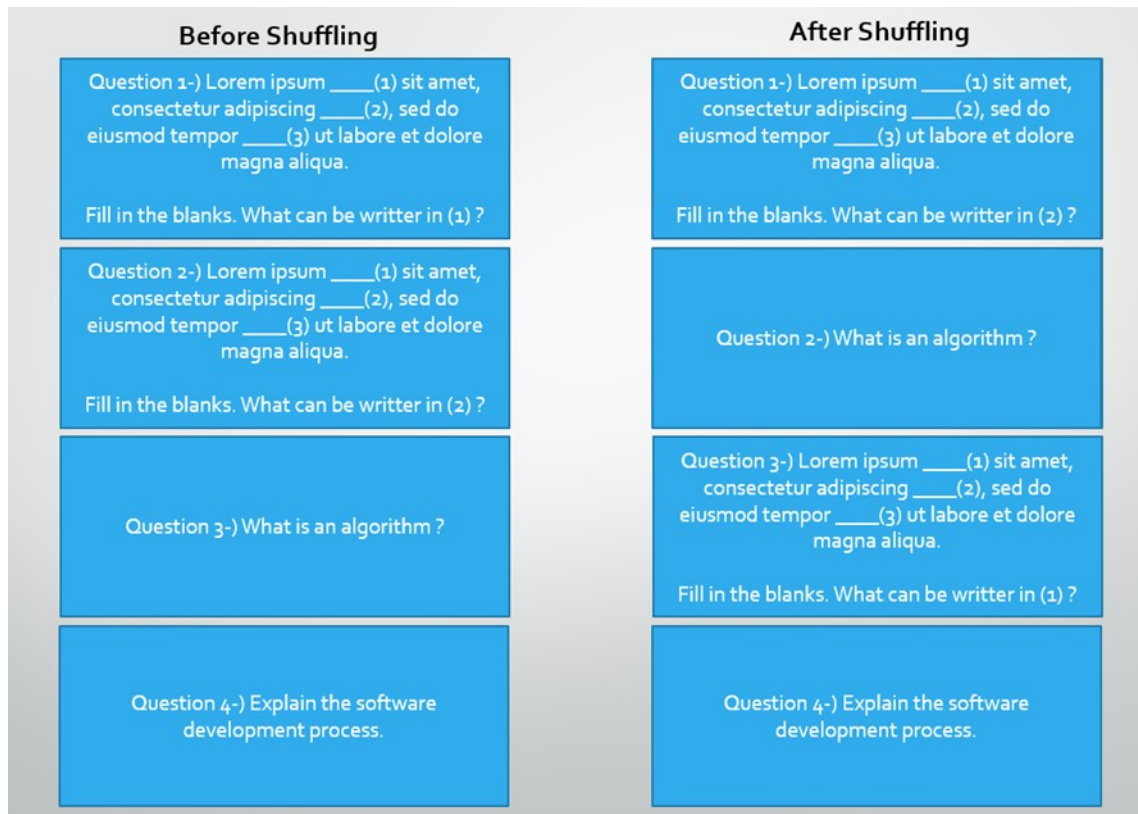 Before Shuffling
Question 1-) Lorem ipsum ____(1) sit amet,
consectetur adipiscing ____(2), sed do
eiusmod tempor ____(3) ut labore et dolore
magna aliqua.
Fill in the blanks. What can be writter in (1) ?
Question 2-) Lorem ipsum ____(1) sit amet,
consectetur adipiscing ____(2), sed do
eiusmod tempor ____(3) ut labore et dolore
magna aliqua.
Fill in the blanks. What can be writter in (2) ?
Question 3-) What is an algorithm ?
Question 4-) Explain the software
development process.
After Shuffling
Question 1-) Lorem ipsum ____(1) sit amet,
consectetur adipiscing ____(2), sed do
eiusmod tempor ____(3) ut labore et dolore
magna aliqua.
Fill in the blanks. What can be writter in (2) ?
Question 2-) What is an algorithm ?
Question 3-) Lorem ipsum ____(1) sit amet,
consectetur adipiscing ____(2), sed do
eiusmod tempor ____(3) ut labore et dolore
magna aliqua.
Fill in the blanks. What can be writter in (1) ?
Question 4-) Explain the software
development process.